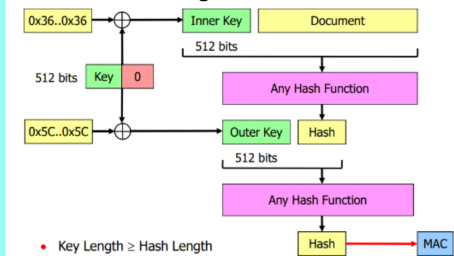 0x36..0x36
Inner Key
Document
512 bits
512 bits
Key
0
Any Hash Function
0x5C..0x5C
Outer Key
Hash
512 bits
Any Hash Function
• Key Length ≥ Hash Length
Hash
MAC